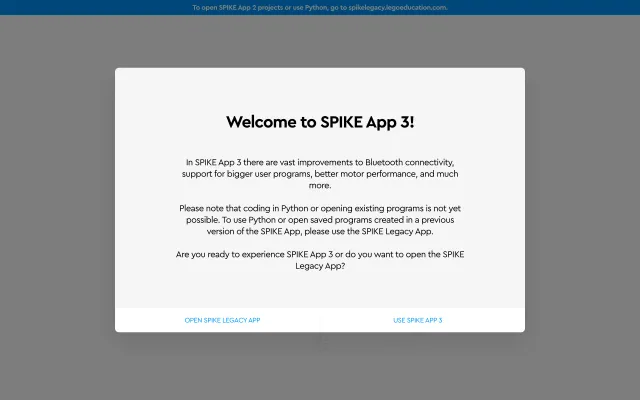 To open SPIKE App 2 projects or use Python, go to spikelegacy.legoeducation.com.
Welcome to SPIKE App 3!
In SPIKE App 3 there are vast improvements to Bluetooth connectivity,
support for bigger user programs, better motor performance, and much
more.
Please note that coding in Python or opening existing programs is not yet
possible. To use Python or open saved programs created in a previous
version of the SPIKE App, please use the SPIKE Legacy App.
Are you ready to experience SPIKE App 3 or do you want to open the SPIKE
Legacy App?
OPEN SPIKE LEGACY APP
USE SPIKE APP 3